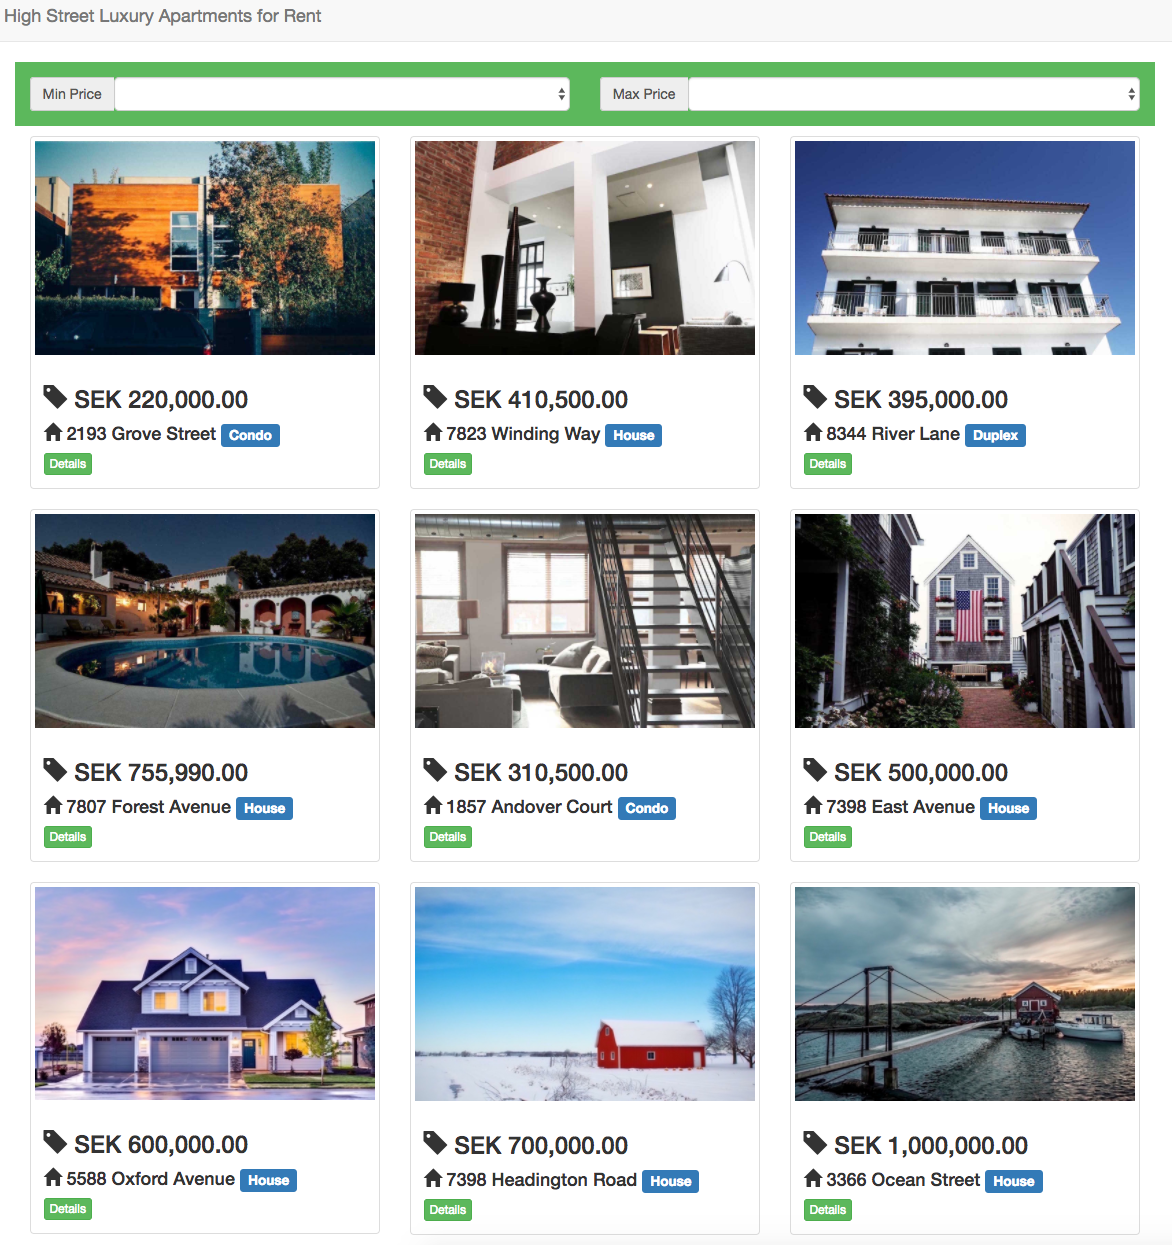 High Street Luxury Apartments for Rent
Min Price
Max Price
SEK 220,000.00
2193 Grove Street Condo
Details
SEK 410,500.00
7823 Winding Way House
Details
SEK 395,000.00
8344 River Lane Duplex
Details
SEK 755,990.00
7807 Forest Avenue House
Details
SEK 310,500.00
1857 Andover Court Condo
Details
SEK 500,000.00
7398 East Avenue House
Details
SEK 600,000.00
5588 Oxford Avenue House
Details
SEK 700,000.00
7398 Headington Road House
Details
SEK 1,000,000.00
3366 Ocean Street House
Details